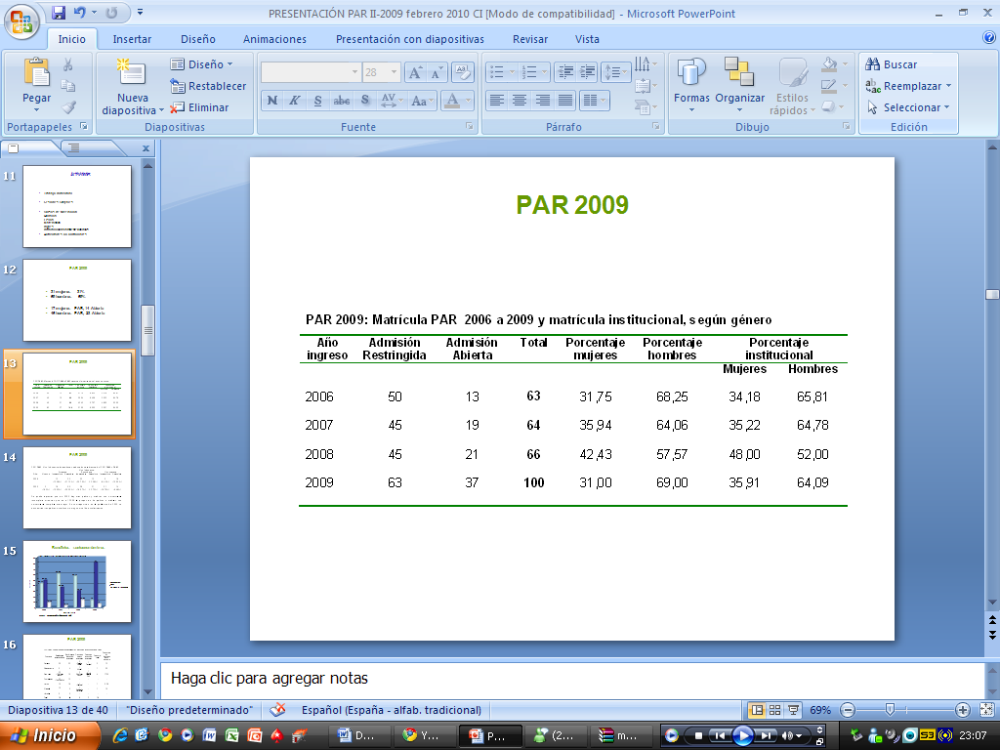 PRESENTACIÓN PAR II-2009 febrero 2010 CI [Modo de compatibilidad] - Microsoft PowerPoint
Inicio Insertar Diseño Animaciones Presentación con diapositivas Revisar Vista
Pegar
Portapapeles
Nueva diapositiva
Diseño
Restablecer
Eliminar
Diapositivas
28
N K S abc S AV Aa A
Fuente
Párrafo
Formas Organizar Estilos rápidos
Dibujo
Buscar
Reemplazar
Seleccionar
Edición
11
12
PAR 2009
13
PAR 2009
14
PAR 2009
15
16
PAR 2009
PAR 2009
PAR 2009: Matrícula PAR 2006 a 2009 y matrícula institucional, según género
Año ingreso Admisión Restringida Admisión Abierta Total Porcentaje mujeres Porcentaje hombres Porcentaje institucional
Mujeres Hombres
2006 50 13 63 31,75 68,25 34,18 65,81
2007 45 19 64 35,94 64,06 35,22 64,78
2008 45 21 66 42,43 57,57 48,00 52,00
2009 63 37 100 31,00 69,00 35,91 64,09
Haga clic para agregar notas
Diapositiva 13 de 40 "Diseño predeterminado" Español (España - alfab. tradicional) 69%
Inicio D... Y... P... (2... m... 23:07